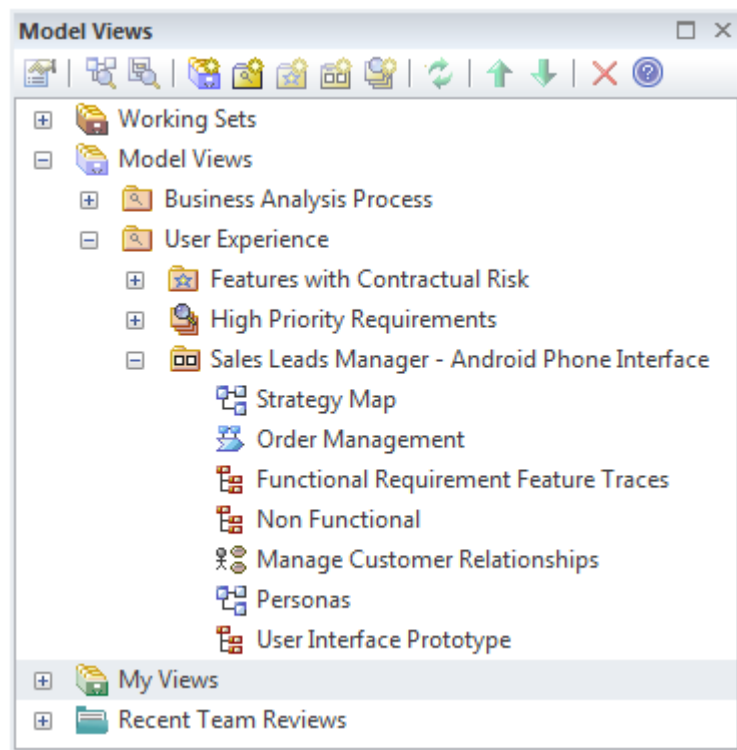 Model Views
Working Sets
Model Views
Business Analysis Process
User Experience
Features with Contractual Risk
High Priority Requirements
Sales Leads Manager - Android Phone Interface
Strategy Map
Order Management
Functional Requirement Feature Traces
Non Functional
Manage Customer Relationships
Personas
User Interface Prototype
My Views
Recent Team Reviews